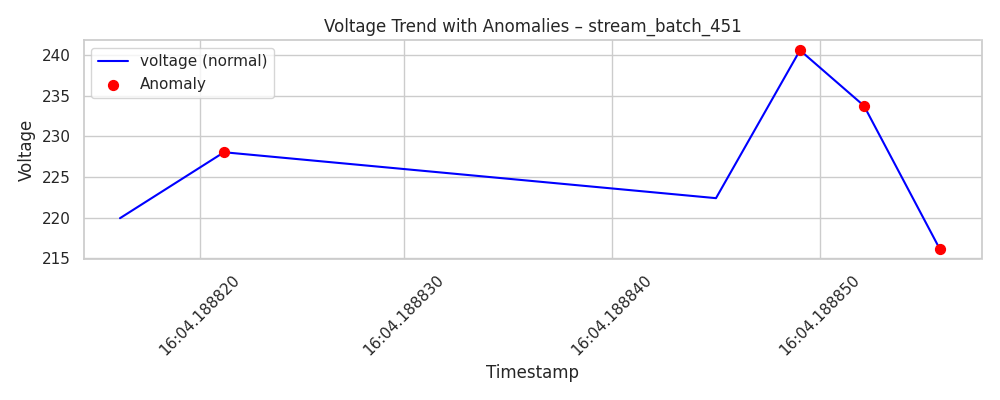 Voltage Trend with Anomalies – stream_batch_451
voltage (normal)
Anomaly
Voltage
240
235
230
225
220
215
16:04.188820
16:04.188830
16:04.188840
16:04.188850
Timestamp